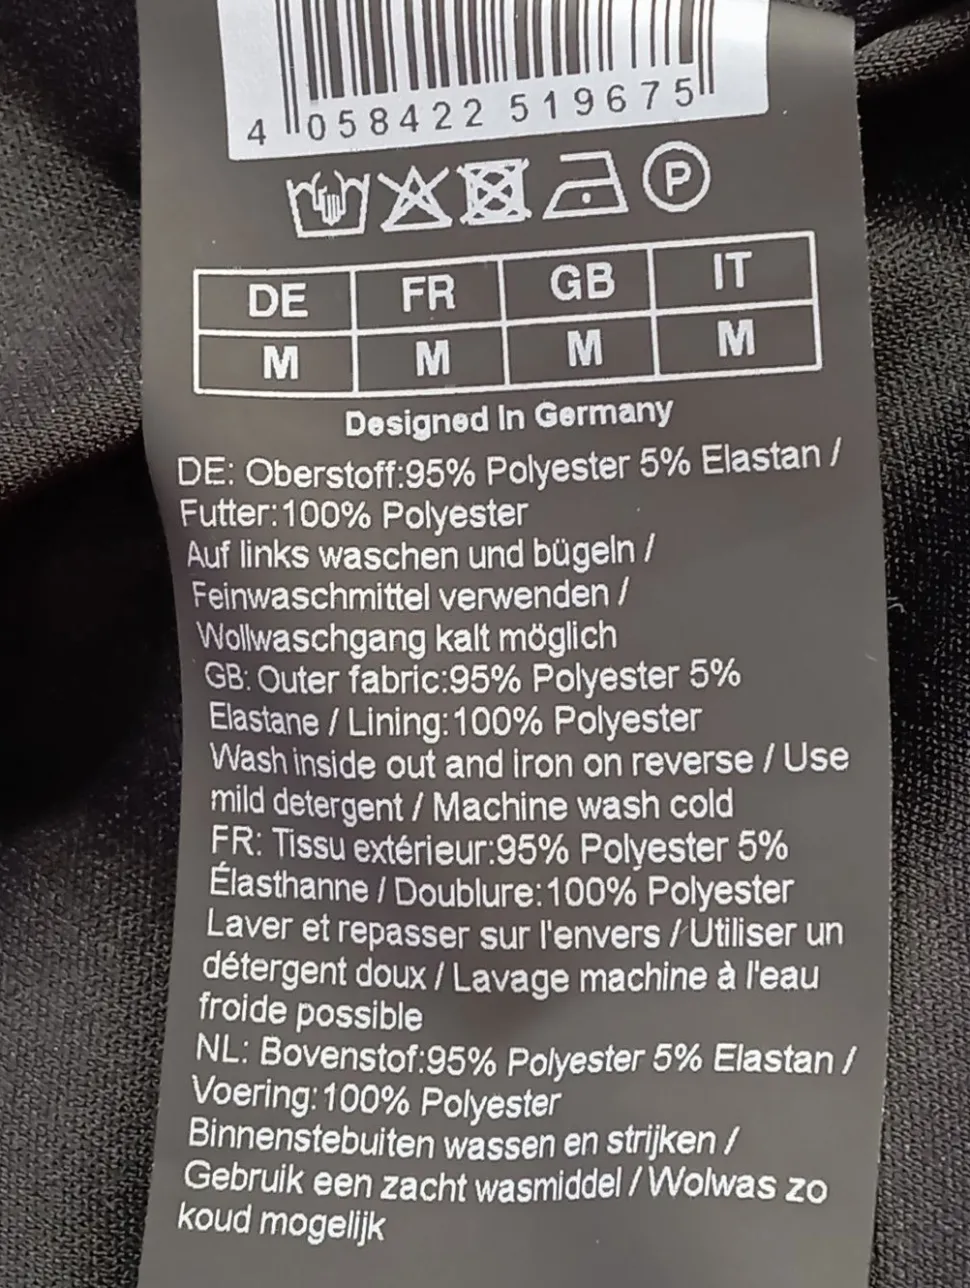 4 058422 519675
P
DE FR GB IT
M M M M
Designed In Germany
DE: Oberstoff:95% Polyester 5% Elastan /
Futter:100% Polyester
Auf links waschen und bügeln /
Feinwaschmittel verwenden /
Wollwaschgang kalt möglich
GB: Outer fabric:95% Polyester 5%
Elastane / Lining:100% Polyester
Wash inside out and iron on reverse / Use
mild detergent / Machine wash cold
FR: Tissu extérieur:95% Polyester 5%
Élasthanne / Doublure:100% Polyester
Laver et repasser sur l'envers / Utiliser un
détergent doux / Lavage machine à l'eau
froide possible
NL: Bovenstof:95% Polyester 5% Elastan /
Voering:100% Polyester
Binnenstebuiten wassen en strijken /
Gebruik een zacht wasmiddel / Wolwas zo
koud mogelijk